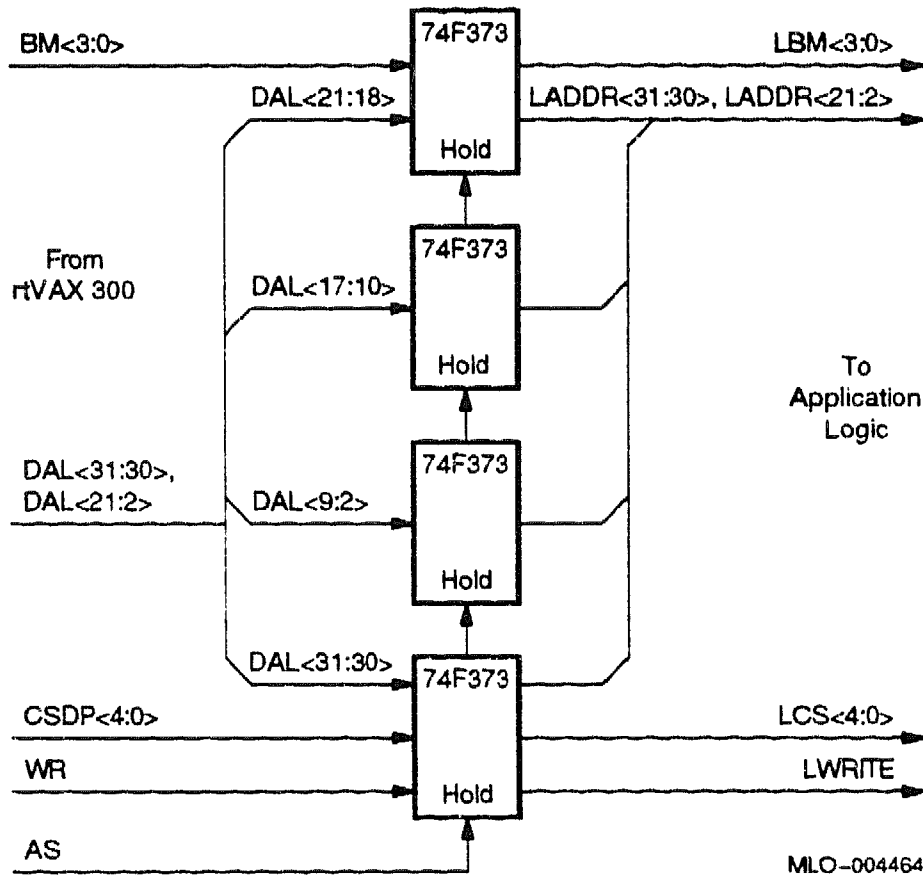 BM<3:0>
74F373
LBM<3:0>
DAL<21:18>
LADDR<31:30>, LADDR<21:2>
Hold
From
rtVAX 300
74F373
DAL<17:10>
Hold
To
Application
Logic
74F373
DAL<31:30>,
DAL<21:2>
DAL<9:2>
Hold
DAL<31:30>
74F373
CSDP<4:0>
LCS<4:0>
WR
Hold
LWRITE
AS
MLO-004464